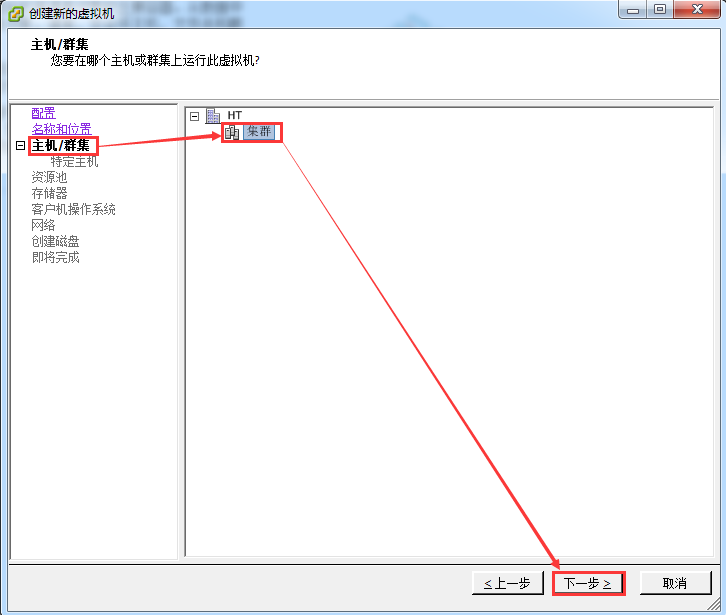 创建新的虚拟机
主机/群集
您要在哪个主机或群集上运行此虚拟机?
配置
名称和位置
主机/群集
特定主机
资源池
存储器
客户机操作系统
网络
创建磁盘
即将完成
HT
集群
< 上一步
下一步 >
取消